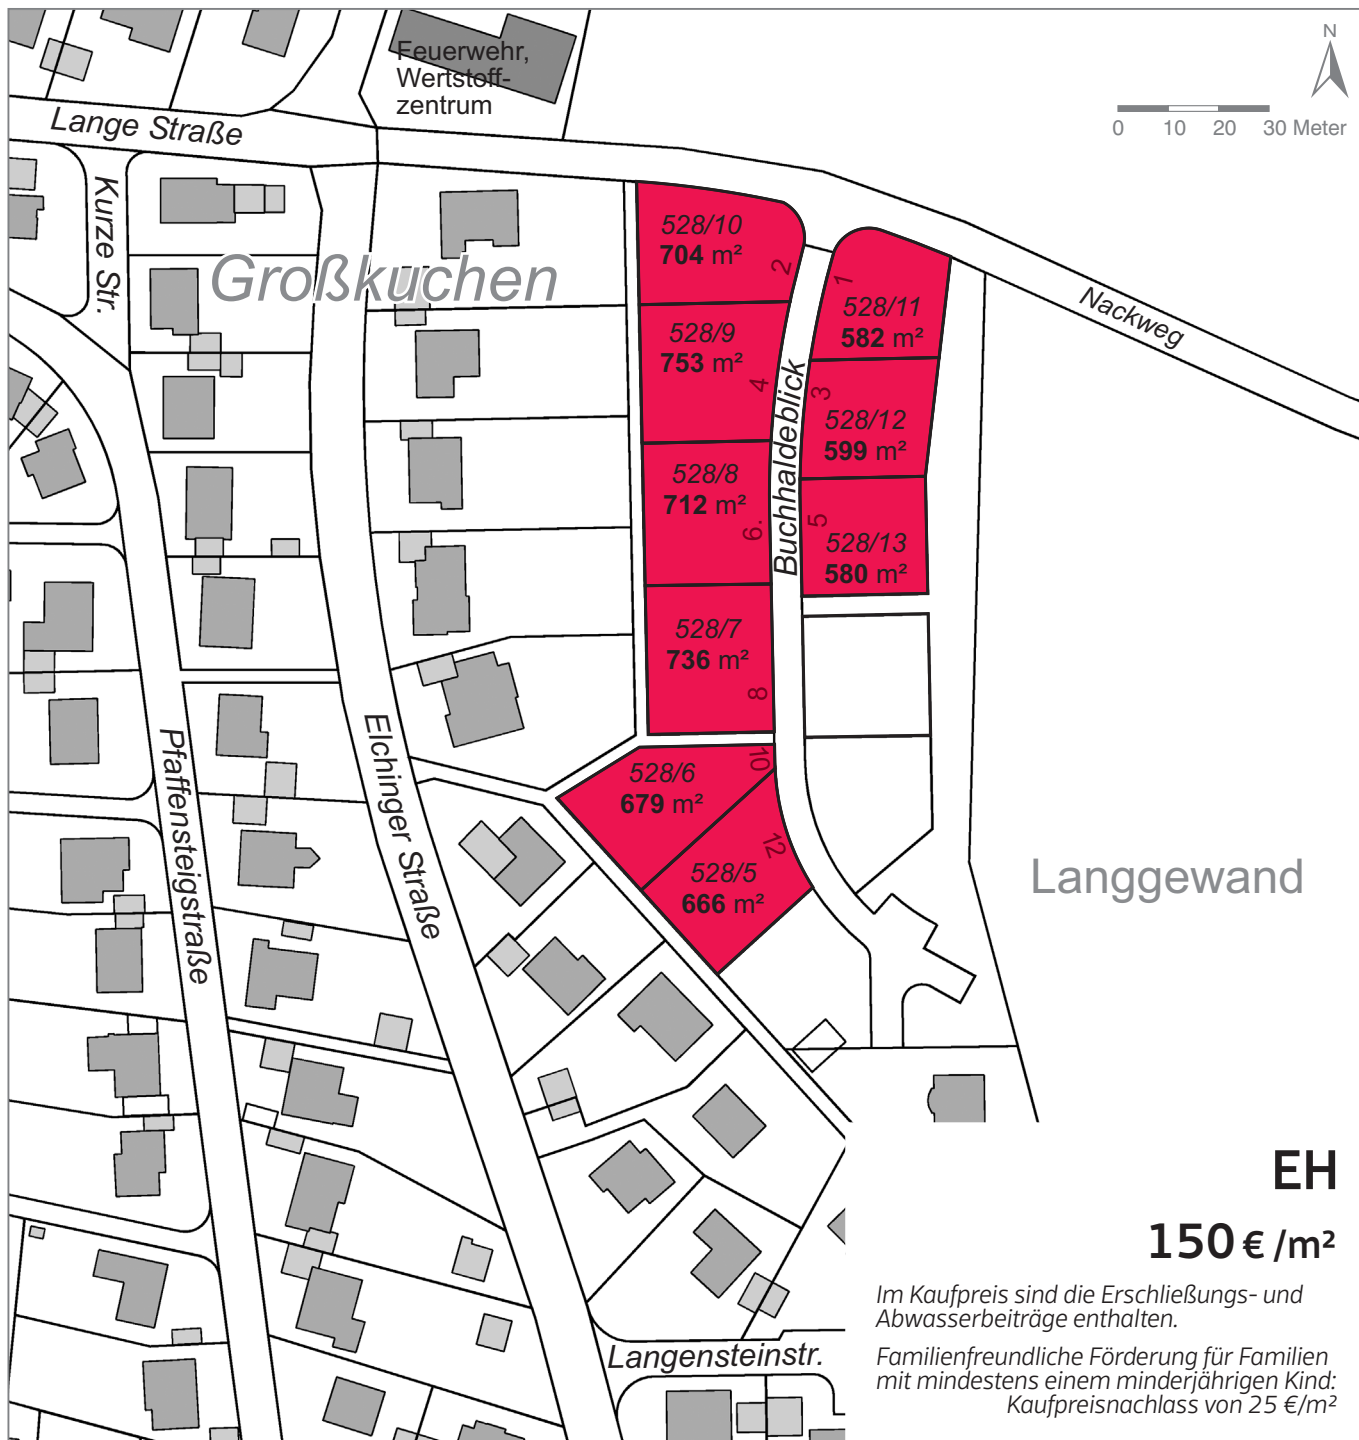 Feuerwehr,
Wertstoff-
zentrum
N
0 10 20 30 Meter
Lange Straße
Kurze Str.
Großkuchen
528/10
704 m²
2
1
528/11
582 m²
Nackweg
528/9
753 m²
4
3
528/12
599 m²
Buchhaldeblick
528/8
712 m²
6.
5
528/13
580 m²
528/7
736 m²
8
Pfaffensteigstraße
Elchinger Straße
528/6
679 m²
10
528/5
666 m²
12
Langgewand
EH
150 € /m²
Im Kaufpreis sind die Erschließungs- und
Abwasserbeiträge enthalten.
Familienfreundliche Förderung für Familien
mit mindestens einem minderjährigen Kind:
Kaufpreisnachlass von 25 €/m²
Langensteinstr.